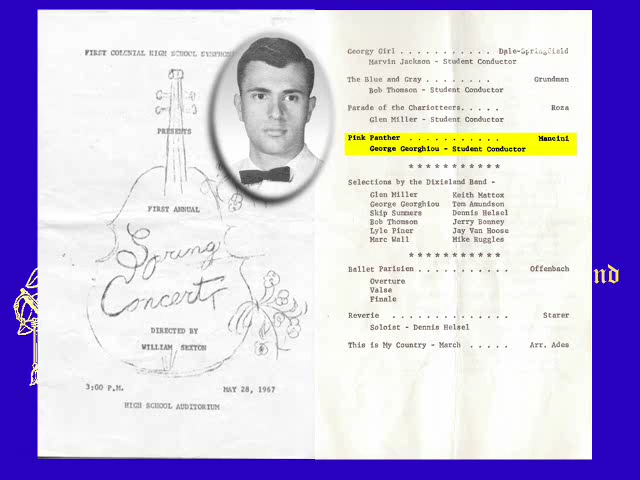 FIRST COLONIAL HIGH SCHOOL
PRESENTS
FIRST ANNUAL
Spring
Concert
DIRECTED BY
WILLIAM SEXTON
3:00 P.M. MAY 28, 1967
HIGH SCHOOL AUDITORIUM
Georgy Girl . . . . . . . . . . . Dale-Springfield
Marvin Jackson - Student Conductor
The Blue and Gray . . . . . . . . Grundman
Bob Thomson - Student Conductor
Parade of the Charioteers. . . . . Roza
Glen Miller - Student Conductor
Pink Panther . . . . . . . . . . . Mancini
George Georghiou - Student Conductor
* * * * * * * * * * *
Selections by the Dixieland Band -
Glen Miller Keith Mattox
George Georghiou Tom Amundson
Skip Summers Dennis Helsel
Bob Thomson Jerry Bonney
Lyle Piner Jay Van Hoose
Marc Wall Mike Ruggles
* * * * * * * * * * *
Ballet Parisien . . . . . . . . . . . . Offenbach
Overture
Valse
Finale
Reverie . . . . . . . . . . . . . . Starer
Soloist - Dennis Helsel
This is My Country - March . . . . . Arr. Ades
nd